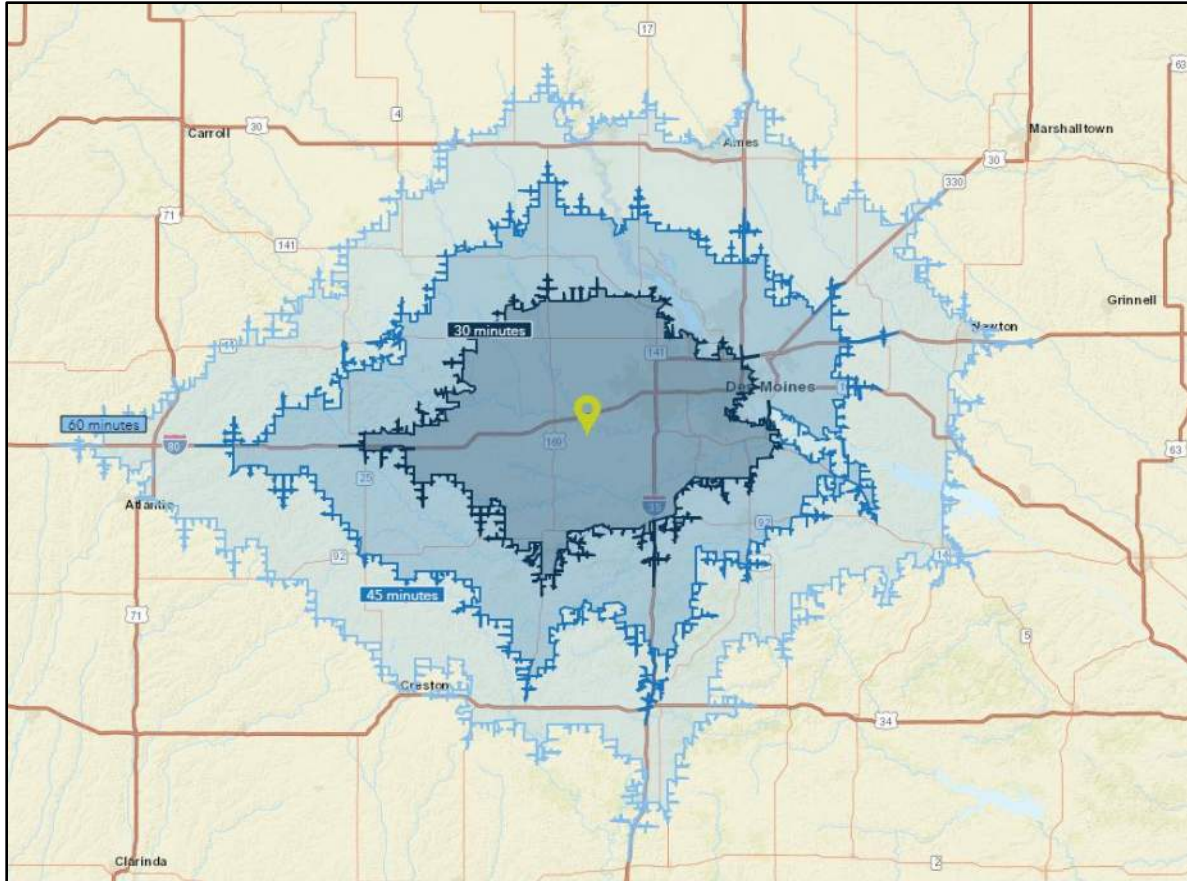 17
63
4
Carroll
30
Ames
Marshalltown
30
330
71
141
Grinnell
30 minutes
Newton
141
Des Moines
60 minutes
80
169
63
25
Atlantic
35
92
92
14
45 minutes
71
5
Creston
34
Clarinda
2